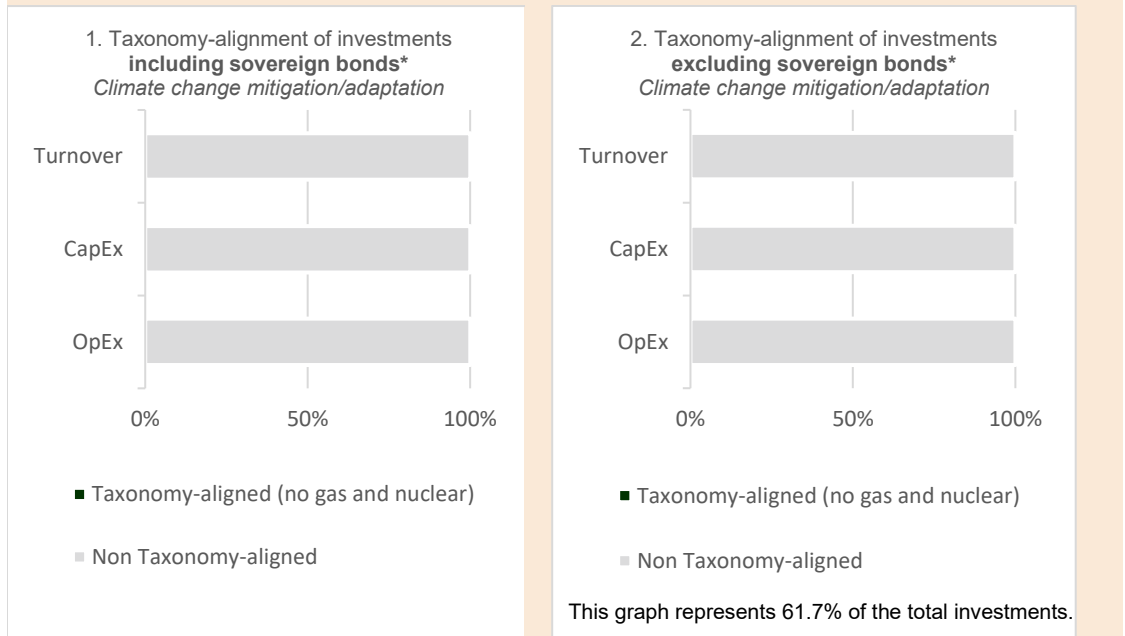 1. Taxonomy-alignment of investments
including sovereign bonds*
Climate change mitigation/adaptation
Turnover
CapEx
OpEx
0% 50% 100%
Taxonomy-aligned (no gas and nuclear)
Non Taxonomy-aligned
2. Taxonomy-alignment of investments
excluding sovereign bonds*
Climate change mitigation/adaptation
Turnover
CapEx
OpEx
0% 50% 100%
Taxonomy-aligned (no gas and nuclear)
Non Taxonomy-aligned
This graph represents 61.7% of the total investments.